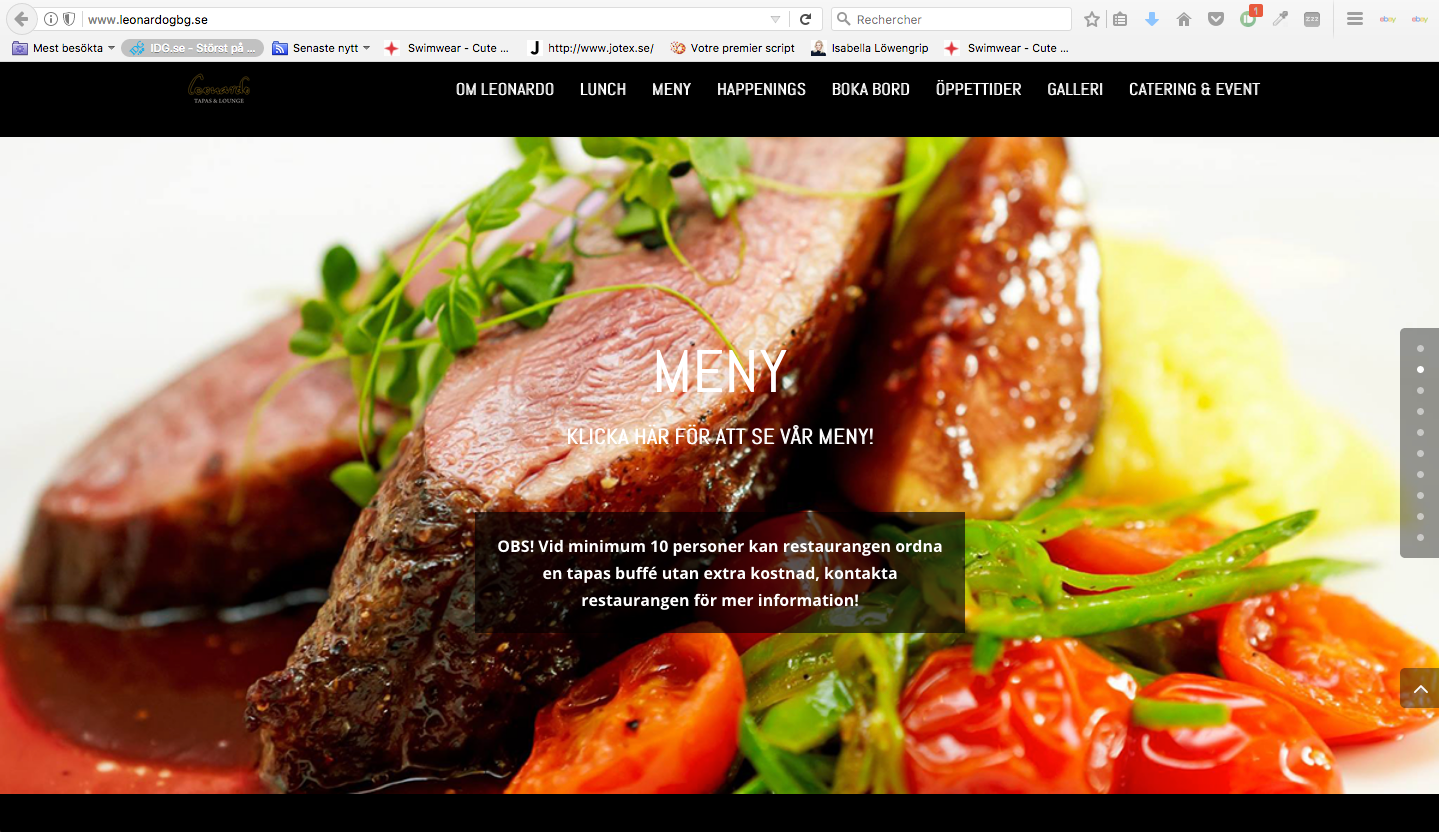 www.leonardogbg.se
Rechercher
1
zzz
ebay
ebay
Mest besökta
IDG.se - Störst på ...
Senaste nytt
Swimwear - Cute ...
J
http://www.jotex.se/
Votre premier script
Isabella Löwengrip
Swimwear - Cute ...
Leonardo
TAPAS & LOUNGE
OM LEONARDO
LUNCH
MENY
HAPPENINGS
BOKA BORD
ÖPPETTIDER
GALLERI
CATERING & EVENT
MENY
KLICKA HÄR FÖR ATT SE VÅR MENY!
OBS! Vid minimum 10 personer kan restaurangen ordna
en tapas buffé utan extra kostnad, kontakta
restaurangen för mer information!